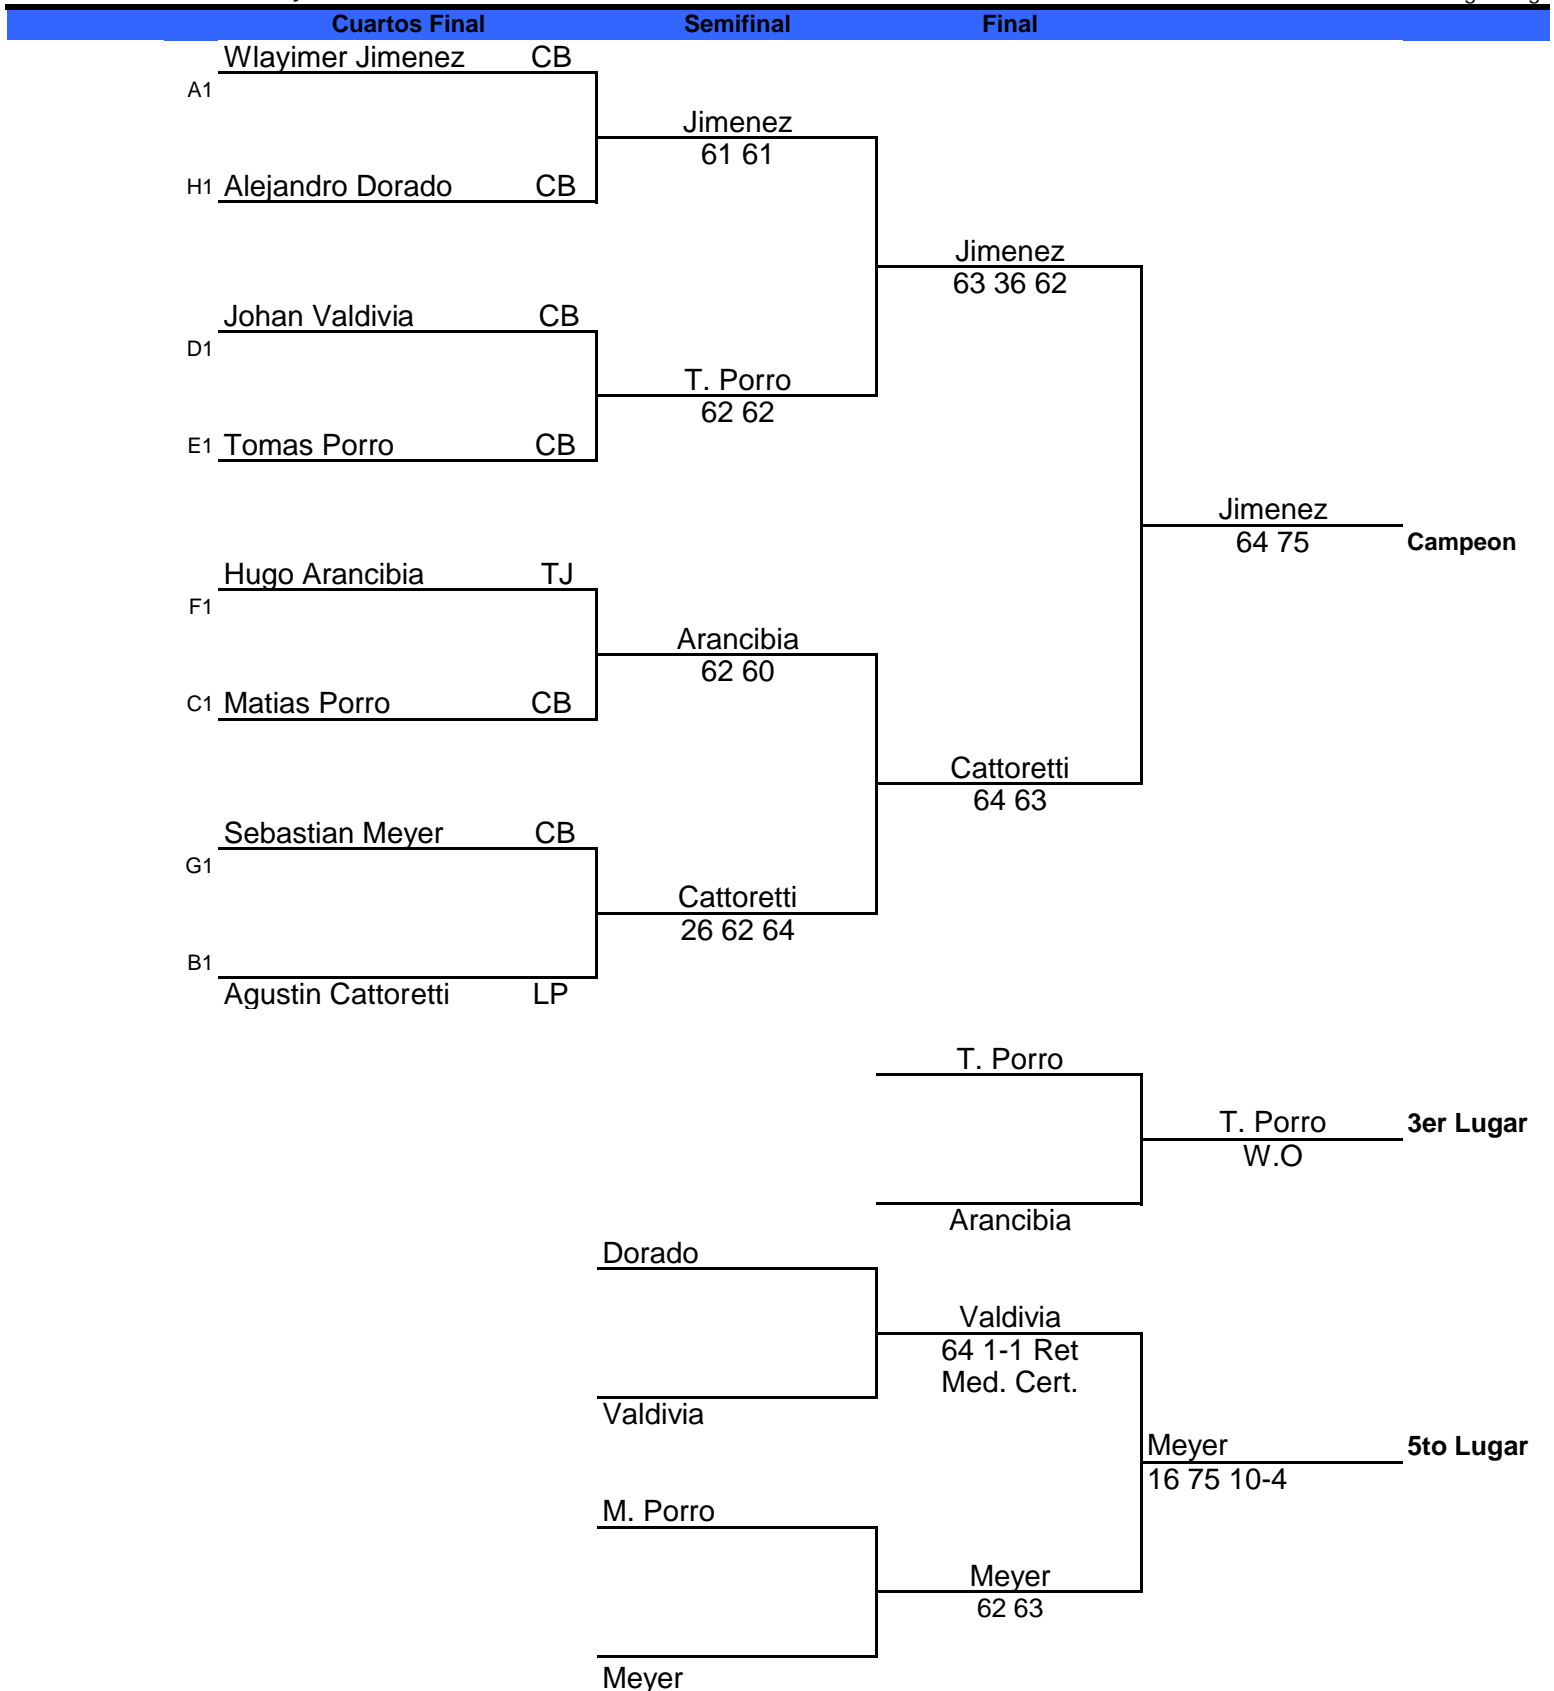 Cuartos Final Semifinal Final
Wlayimer Jimenez CB
A1
Jimenez
61 61
H1 Alejandro Dorado CB
Jimenez
63 36 62
Johan Valdivia CB
D1
T. Porro
62 62
E1 Tomas Porro CB
Jimenez
64 75 Campeon
Hugo Arancibia TJ
F1
Arancibia
62 60
C1 Matias Porro CB
Cattoretti
64 63
Sebastian Meyer CB
G1
Cattoretti
26 62 64
B1
Agustin Cattoretti LP
T. Porro
T. Porro 3er Lugar
W.O
Arancibia
Dorado
Valdivia
64 1-1 Ret
Med. Cert.
Valdivia
Meyer 5to Lugar
16 75 10-4
M. Porro
Meyer
62 63
Meyer